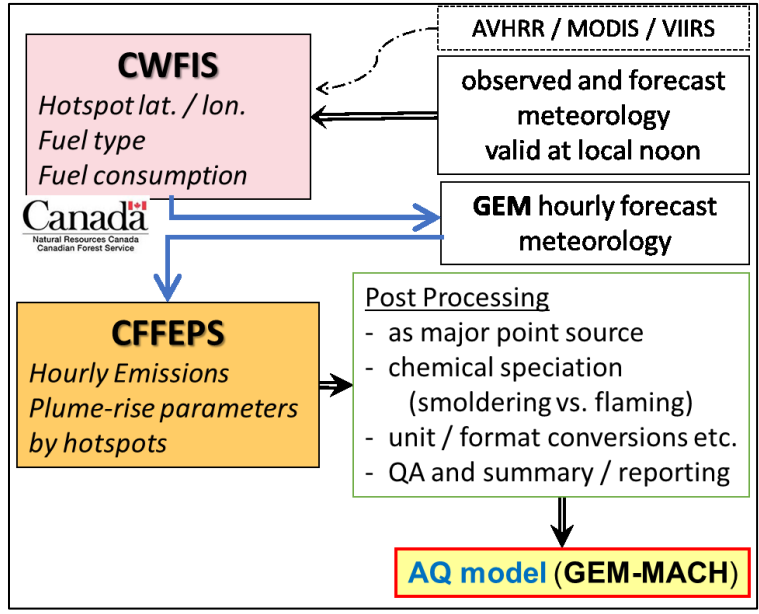 AVHRR / MODIS / VIIRS
CWFIS
Hotspot lat. / lon.
Fuel type
Fuel consumption
observed and forecast
meteorology
valid at local noon
Canada
Natural Resources Canada
Canadian Forest Service
GEM hourly forecast
meteorology
CFFEPS
Hourly Emissions
Plume-rise parameters
by hotspots
Post Processing
- as major point source
- chemical speciation
(smoldering vs. flaming)
- unit / format conversions etc.
- QA and summary / reporting
AQ model (GEM-MACH)